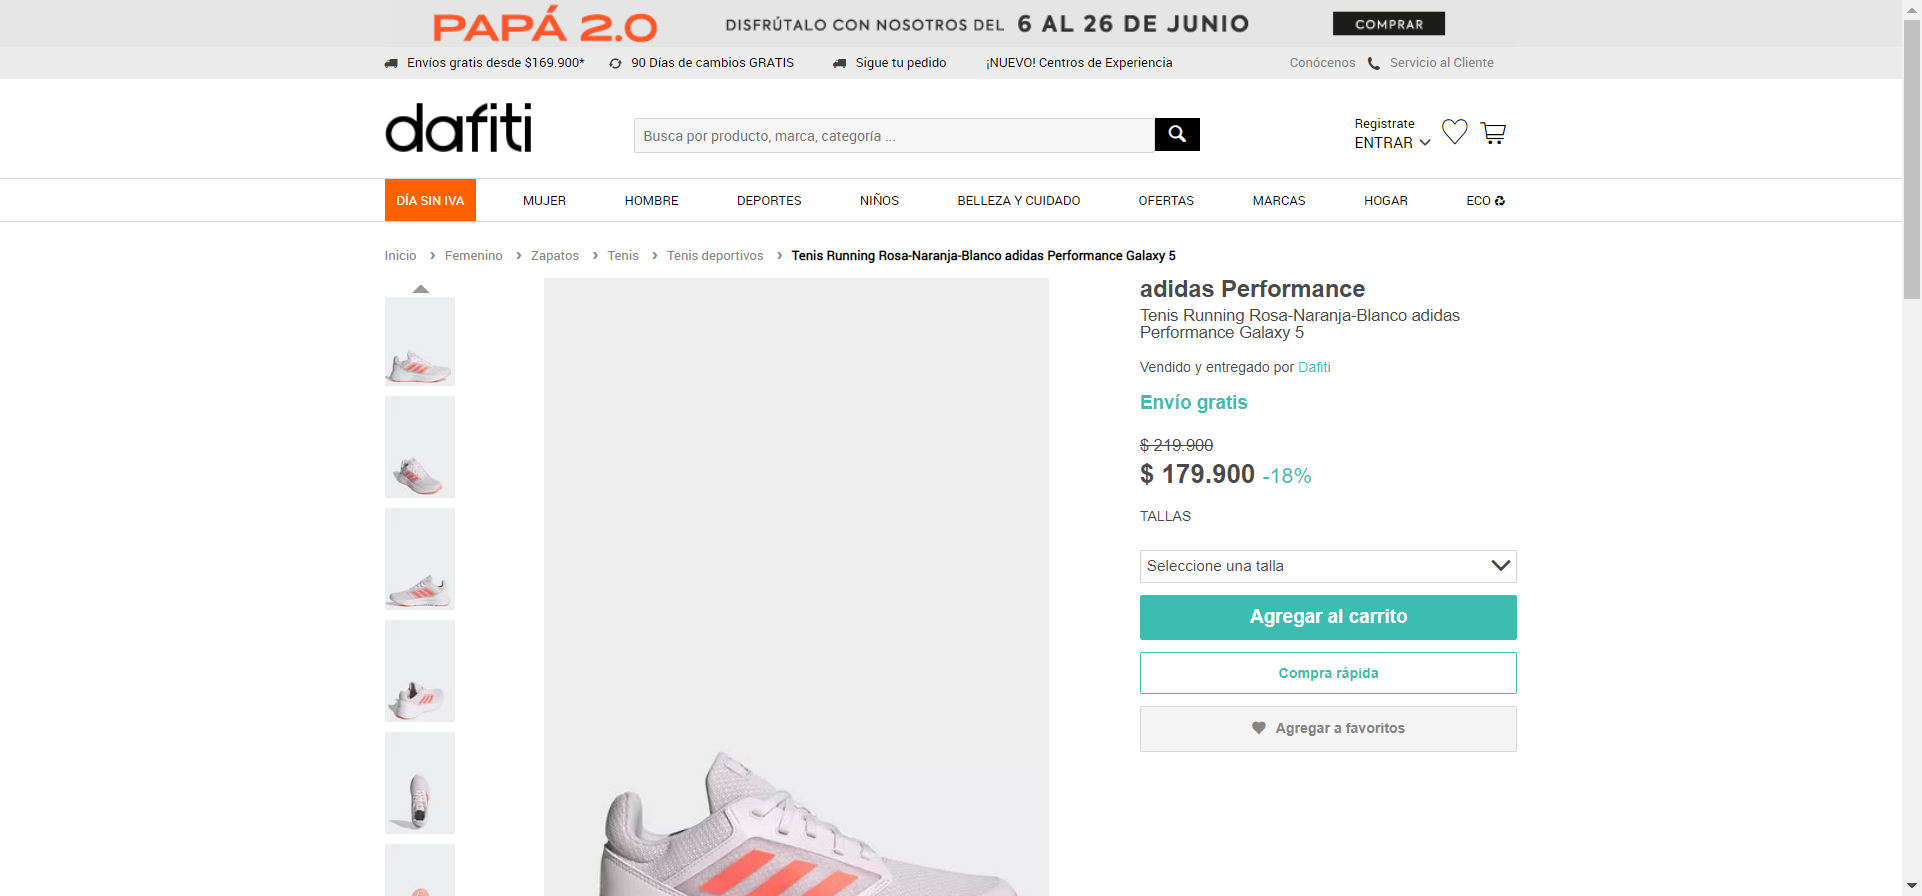 PAPÁ 2.0 DISFRÚTALO CON NOSOTROS DEL 6 AL 26 DE JUNIO COMPRAR
Envíos gratis desde $169.900* 90 Días de cambios GRATIS Sigue tu pedido ¡NUEVO! Centros de Experiencia Conócenos Servicio al Cliente
dafiti
Busca por producto, marca, categoría ...
Registrate
ENTRAR
DÍA SIN IVA MUJER HOMBRE DEPORTES NIÑOS BELLEZA Y CUIDADO OFERTAS MARCAS HOGAR ECO
Inicio › Femenino › Zapatos › Tenis › Tenis deportivos › Tenis Running Rosa-Naranja-Blanco adidas Performance Galaxy 5
adidas Performance
Tenis Running Rosa-Naranja-Blanco adidas
Performance Galaxy 5
Vendido y entregado por Dafiti
Envío gratis
$ 219.900
$ 179.900 -18%
TALLAS
Seleccione una talla
Agregar al carrito
Compra rápida
Agregar a favoritos